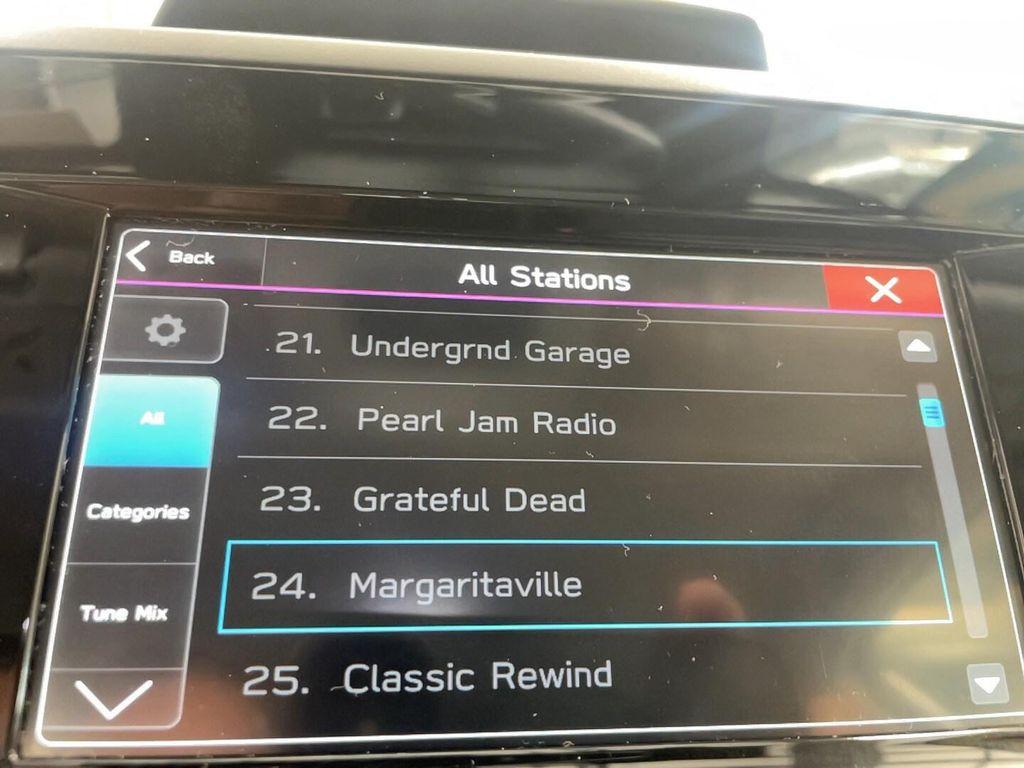 Back
All Stations
21. Undergrnd Garage
All
22. Pearl Jam Radio
Categories
23. Grateful Dead
24. Margaritaville
Tune Mix
25. Classic Rewind